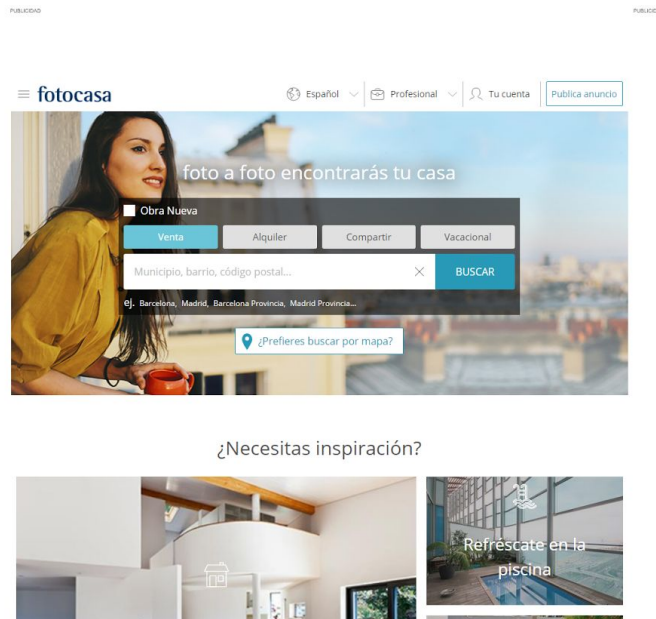 PUBLICIDAD
fotocasa
Español
Profesional
Tu cuenta
Publica anuncio
foto a foto encontrarás tu casa
Obra Nueva
Venta
Alquiler
Compartir
Vacacional
Municipio, barrio, código postal...
BUSCAR
ej. Barcelona, Madrid, Barcelona Provincia, Madrid Provincia...
¿Prefieres buscar por mapa?
¿Necesitas inspiración?
Refréscate en la
piscina